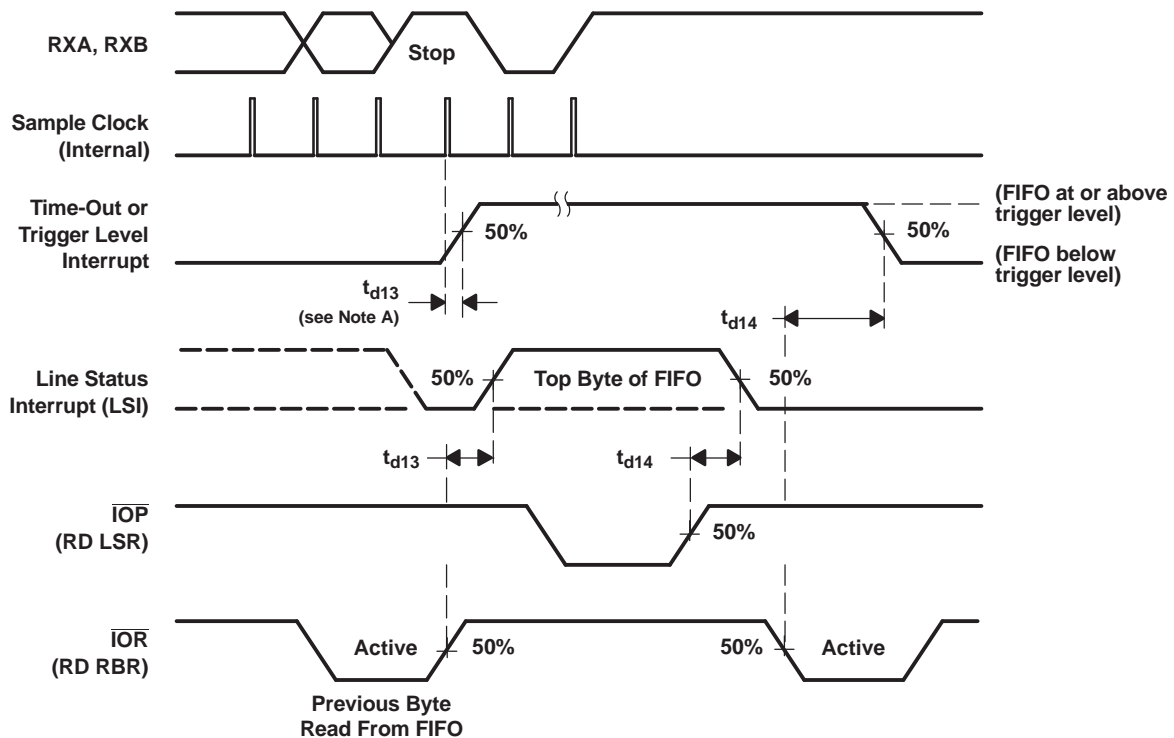 RXA, RXB
Stop
Sample Clock
(Internal)
Time-Out or
Trigger Level
Interrupt
50%
50%
(FIFO at or above
trigger level)
(FIFO below
trigger level)
td13
(see Note A)
td14
Line Status
Interrupt (LSI)
50%
Top Byte of FIFO
50%
td13
td14
IOP
(RD LSR)
50%
IOR
(RD RBR)
Active
50%
50%
Active
Previous Byte
Read From FIFO